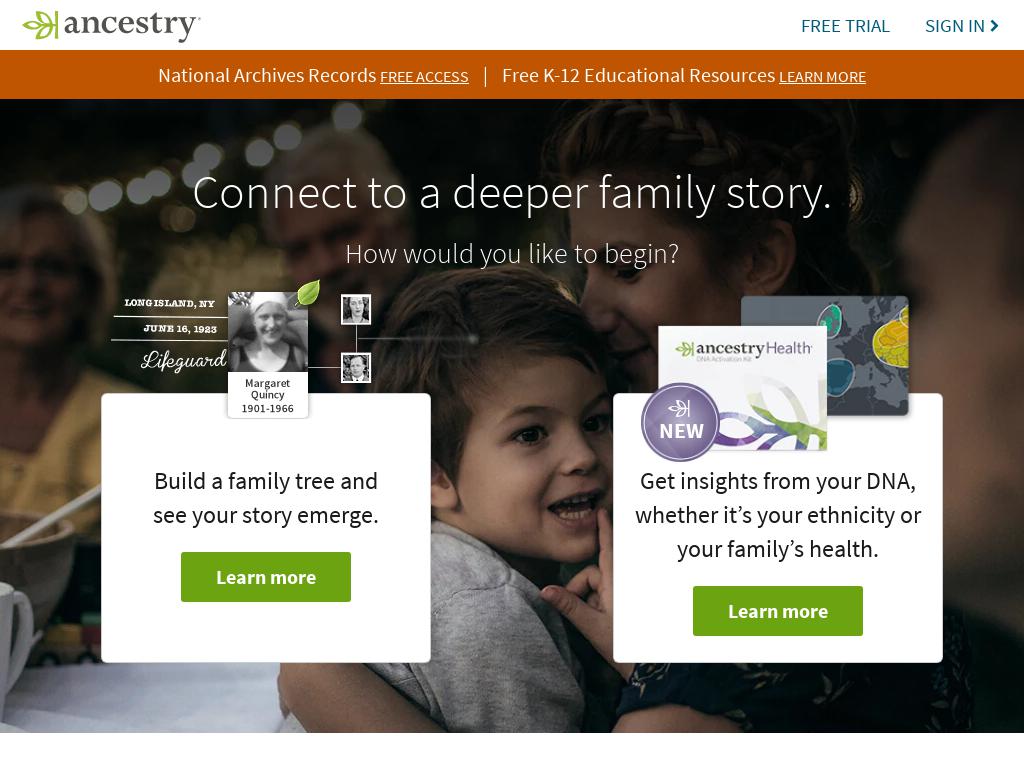 ancestry
FREE TRIAL
SIGN IN
National Archives Records FREE ACCESS | Free K-12 Educational Resources LEARN MORE
Connect to a deeper family story.
How would you like to begin?
LONG ISLAND, NY
JUNE 16, 1923
Lifeguard
Margaret
Quincy
1901-1966
Build a family tree and
see your story emerge.
Learn more
ancestryHealth
DNA Activation Kit
NEW
Get insights from your DNA,
whether it’s your ethnicity or
your family’s health.
Learn more